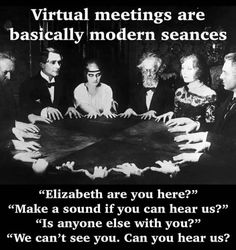 Virtual meetings are
basically modern seances
“Elizabeth are you here?”
“Make a sound if you can hear us?”
“Is anyone else with you?”
“We can’t see you. Can you hear us?